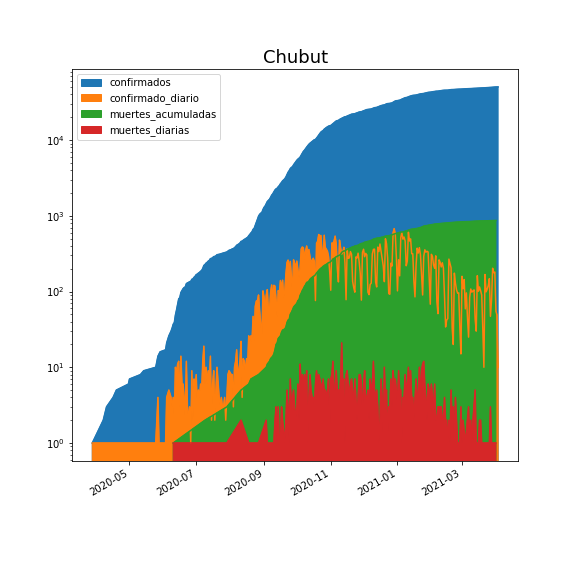 Chubut
confirmados
confirmado_diario
muertes_acumuladas
muertes_diarias
10⁴
10³
10²
10¹
10⁰
2020-05
2020-07
2020-09
2020-11
2021-01
2021-03